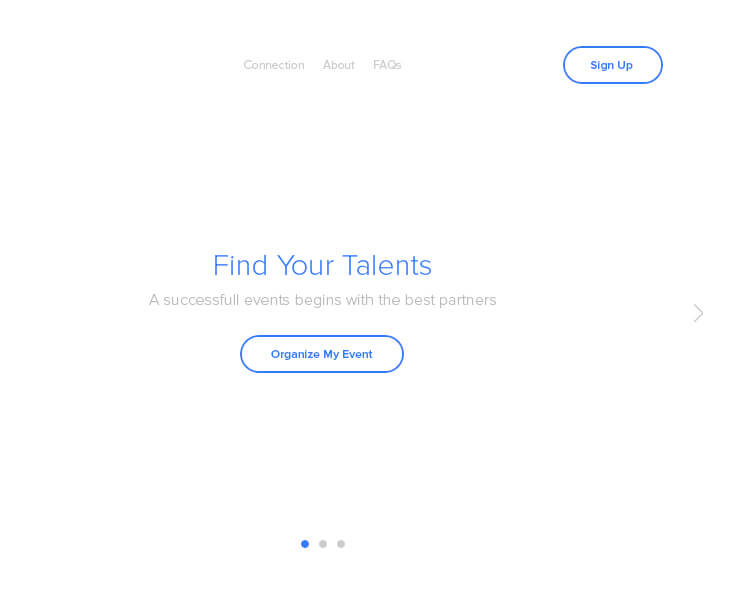 Connection About FAQs Sign Up
Find Your Talents
A successfull events begins with the best partners
Organize My Event